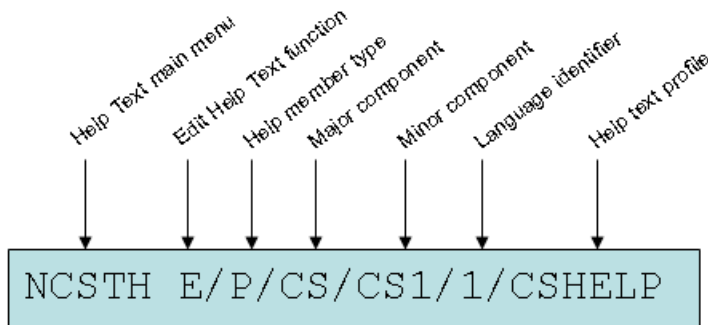 Help Text main menu
Edit Help Text function
Help member type
Major component
Minor component
Language identifier
Help text profile
NCSTH E/P/CS/CS1/1/CSHELP